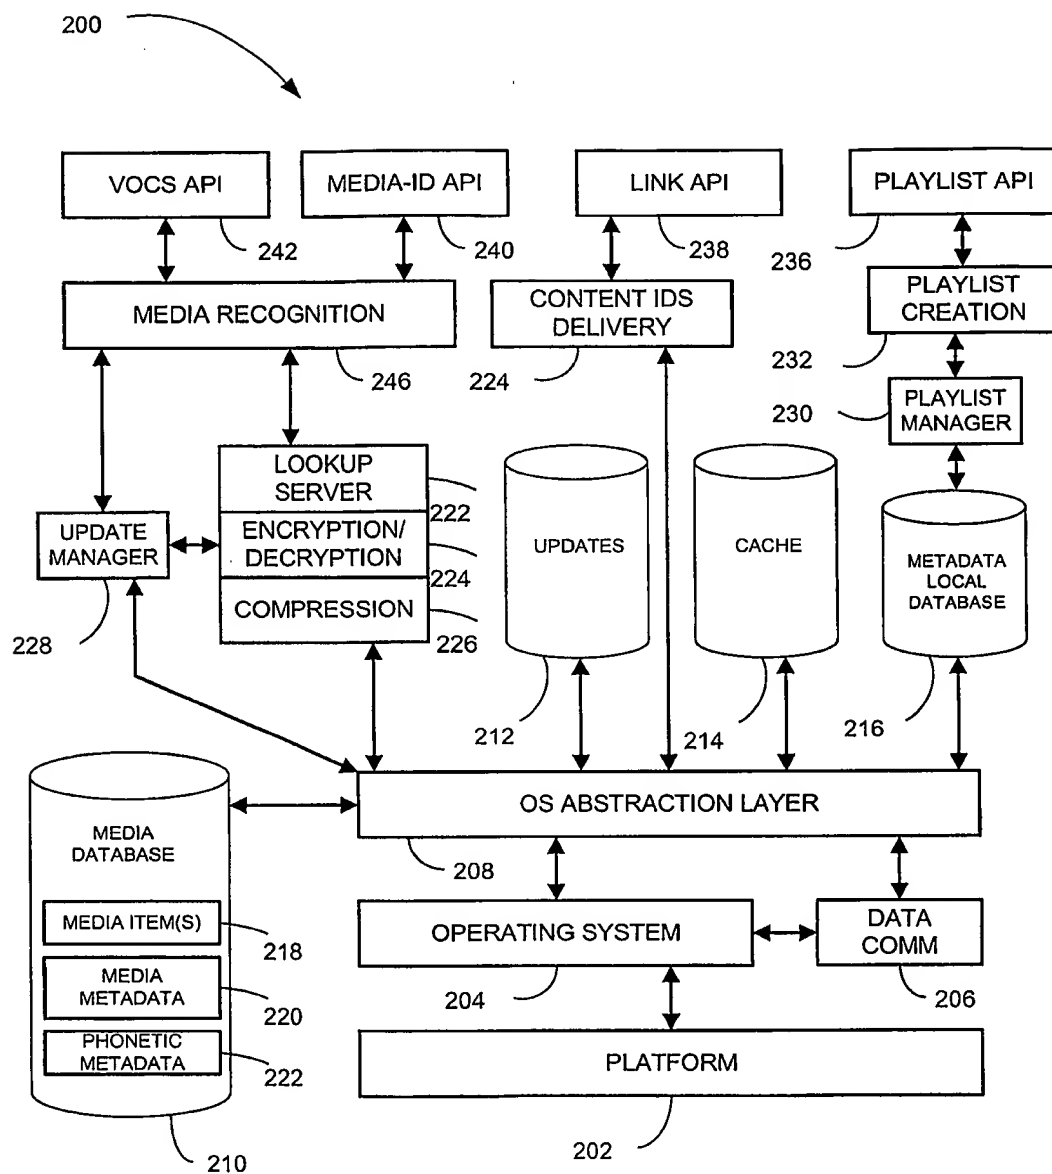 200
VOCS API
MEDIA-ID API
LINK API
PLAYLIST API
242
240
238
236
MEDIA RECOGNITION
CONTENT IDS
DELIVERY
PLAYLIST
CREATION
246
224
232
230
PLAYLIST
MANAGER
LOOKUP
SERVER
222
UPDATE
MANAGER
ENCRYPTION/
DECRYPTION
224
UPDATES
CACHE
METADATA
LOCAL
DATABASE
COMPRESSION
228
226
212
214
216
OS ABSTRACTION LAYER
MEDIA
DATABASE
208
MEDIA ITEM(S)
218
OPERATING SYSTEM
DATA
COMM
MEDIA
METADATA
220
204
206
PHONETIC
METADATA
222
PLATFORM
210
202